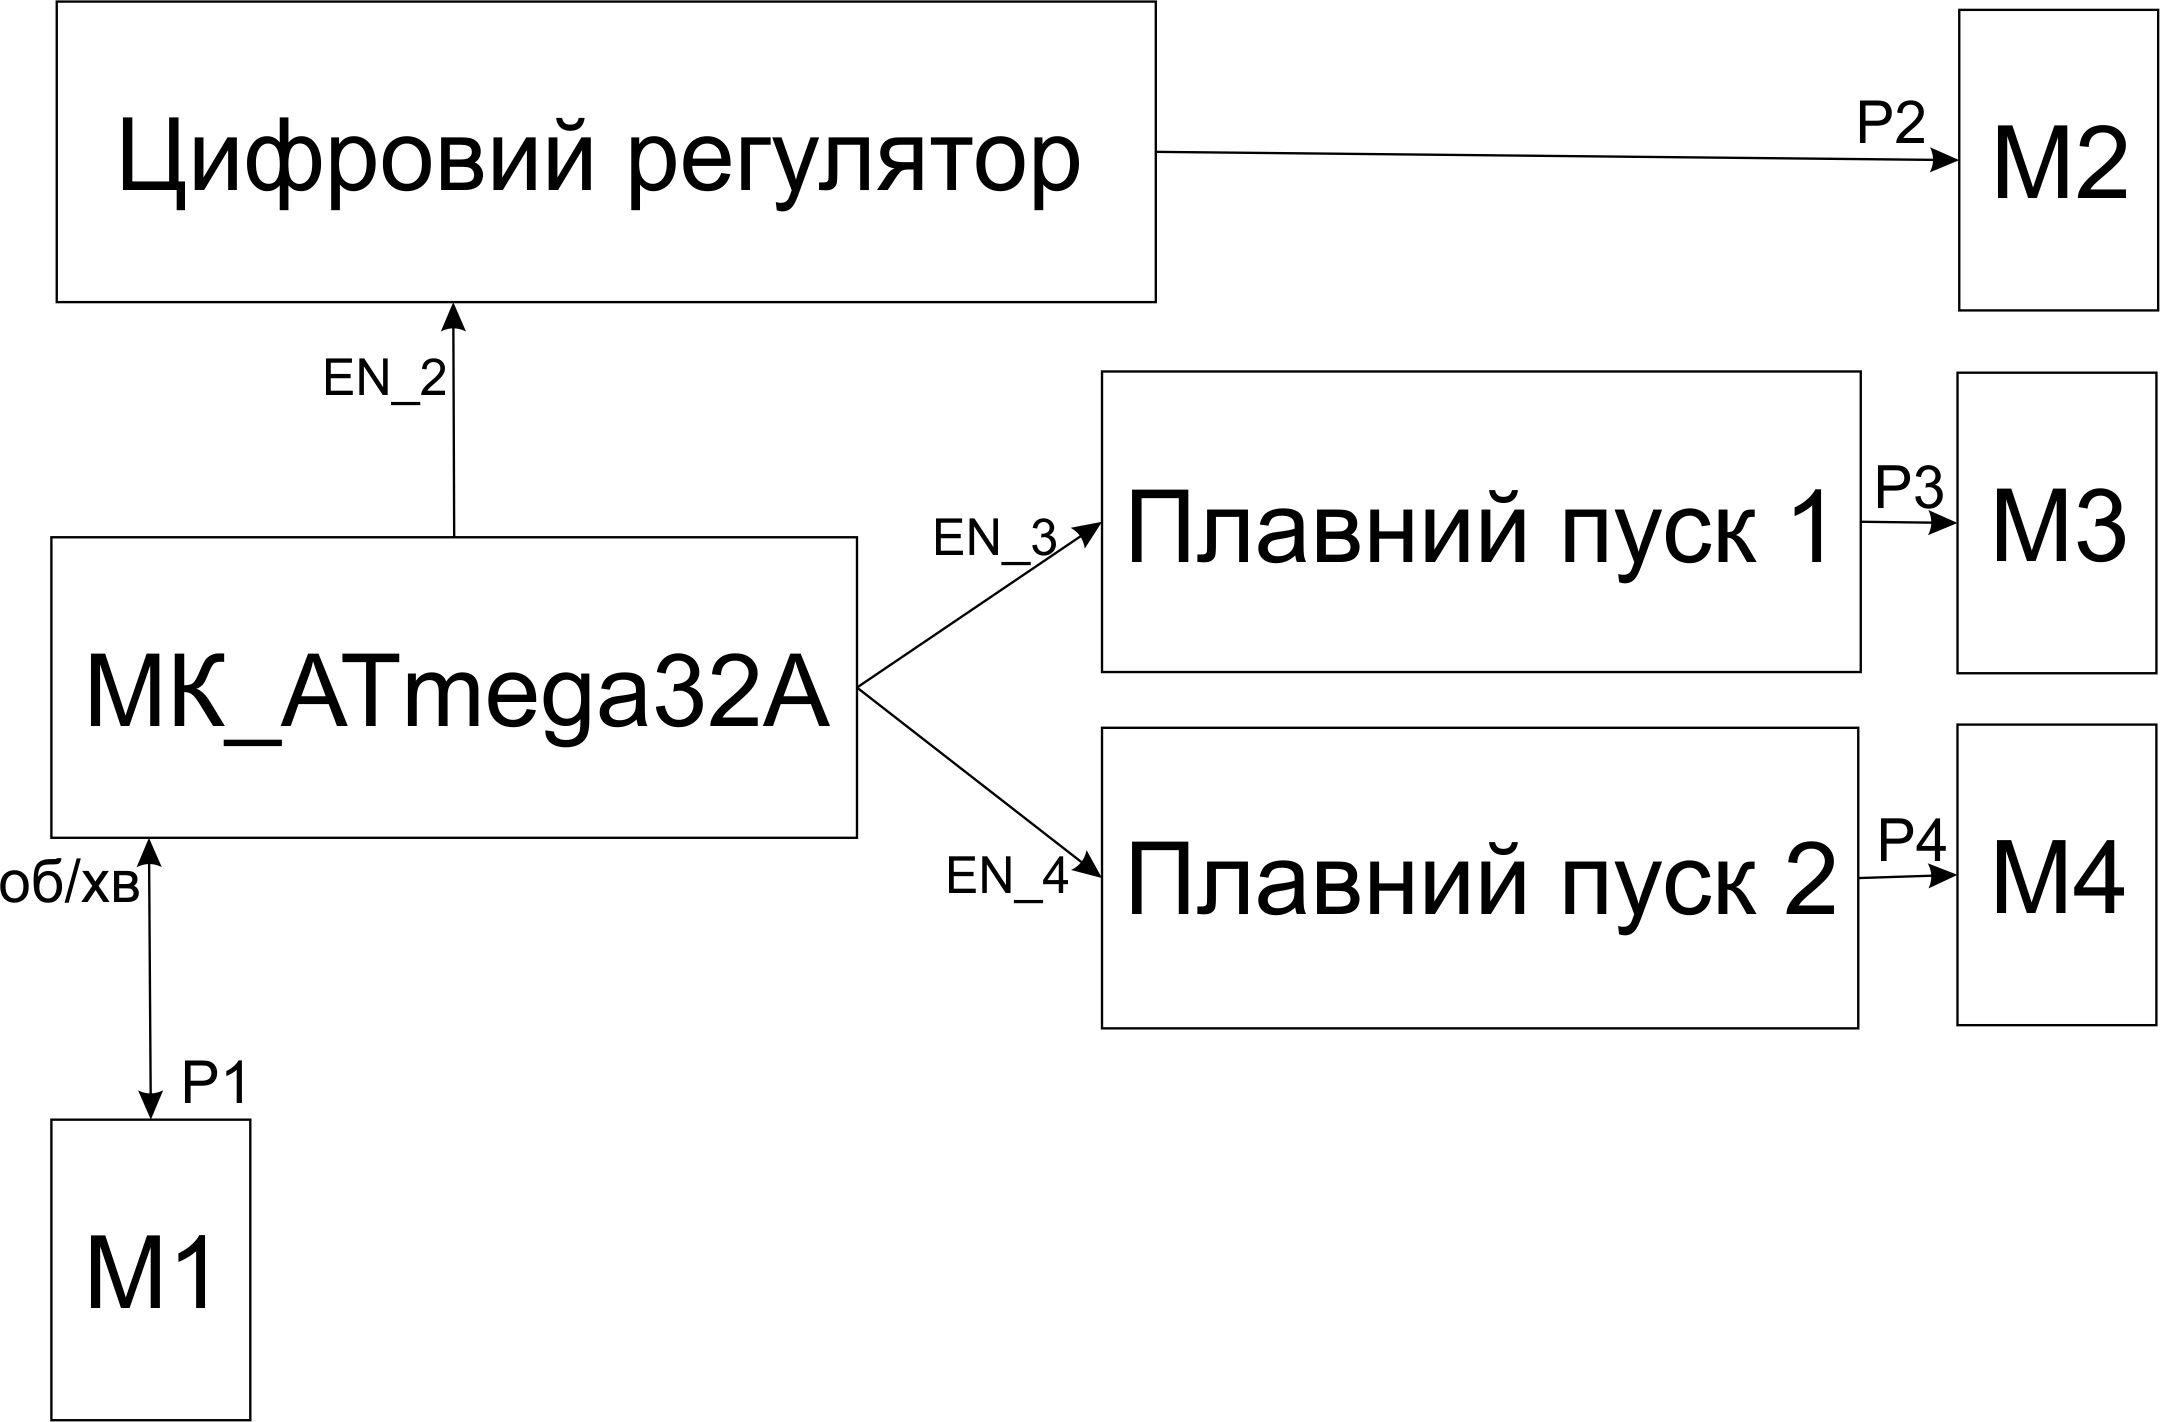 Цифровий регулятор
P2
M2
EN_2
EN_3
Плавний пуск 1
P3
M3
МК_ATmega32A
EN_4
Плавний пуск 2
P4
M4
об/хв
P1
M1